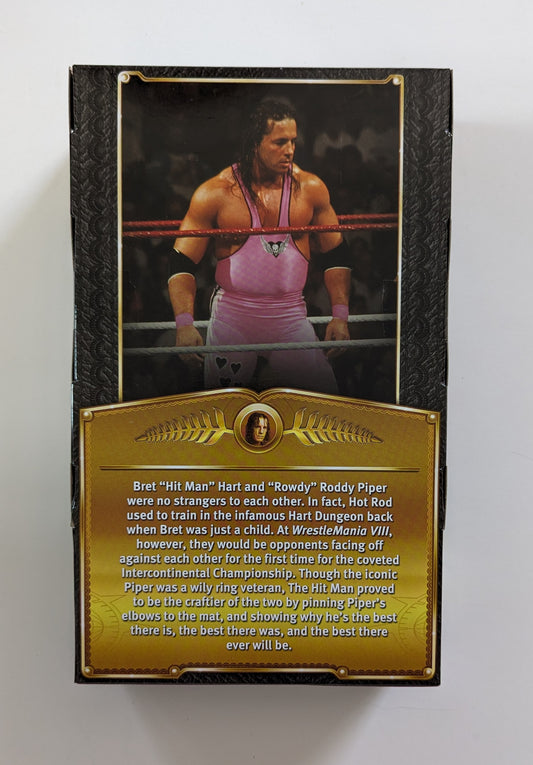 Bret “Hit Man” Hart and “Rowdy” Roddy Piper
were no strangers to each other. In fact, Hot Rod
used to train in the infamous Hart Dungeon back
when Bret was just a child. At WrestleMania VIII,
however, they would be opponents facing off
against each other for the first time for the coveted
Intercontinental Championship. Though the iconic
Piper was a wily ring veteran, The Hit Man proved
to be the craftier of the two by pinning Piper’s
elbows to the mat, and showing why he’s the best
there is, the best there was, and the best there
ever will be.